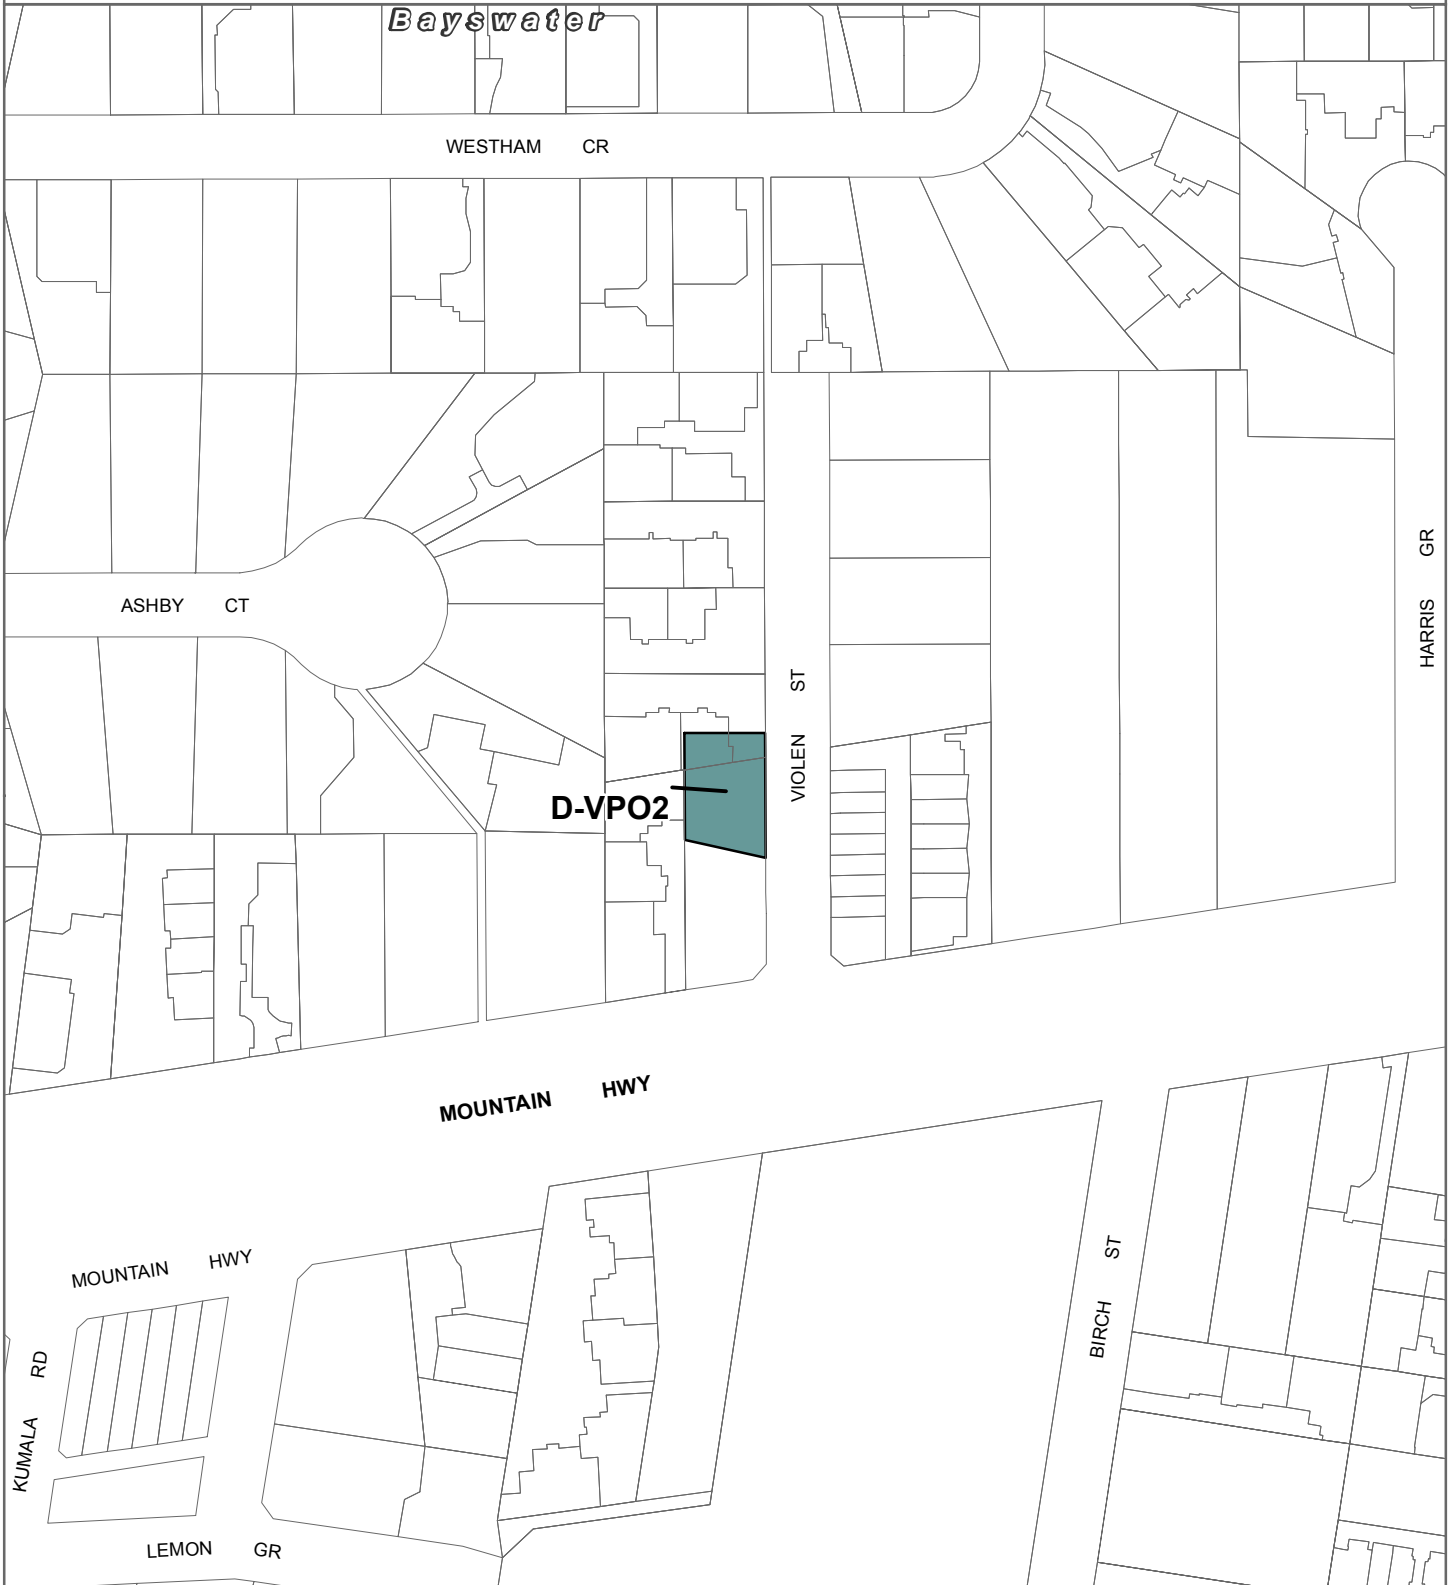 Bayswater
WESTHAM CR
HARRIS GR
ASHBY CT
VIOLEN ST
D-VPO2
MOUNTAIN HWY
MOUNTAIN HWY
BIRCH ST
KUMALA RD
LEMON GR